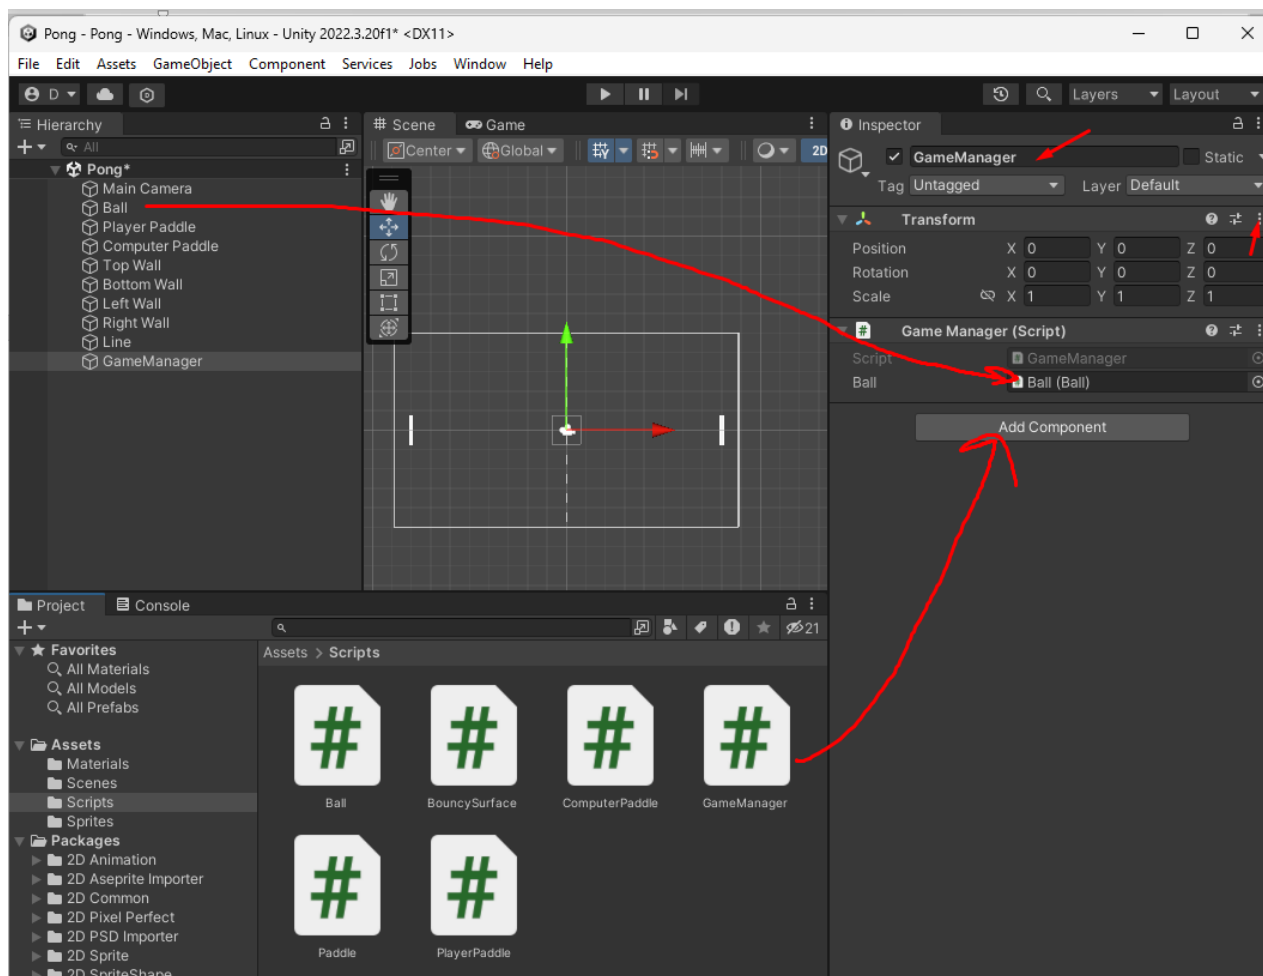 Pong - Pong - Windows, Mac, Linux - Unity 2022.3.20f1* <DX11>
File Edit Assets GameObject Component Services Jobs Window Help
D Layers Layout
Hierarchy
All
Pong*
Main Camera
Ball
Player Paddle
Computer Paddle
Top Wall
Bottom Wall
Left Wall
Right Wall
Line
GameManager
Scene Game
Center Global 2D
Inspector
GameManager Static
Tag Untagged Layer Default
Transform
Position X 0 Y 0 Z 0
Rotation X 0 Y 0 Z 0
Scale X 1 Y 1 Z 1
# Game Manager (Script)
Script GameManager
Ball Ball (Ball)
Add Component
Project Console
21
Favorites
All Materials
All Models
All Prefabs
Assets
Materials
Scenes
Scripts
Sprites
Packages
2D Animation
2D Aseprite Importer
2D Common
2D Pixel Perfect
2D PSD Importer
2D Sprite
2D SpriteShape
Assets > Scripts
# # # #
Ball BouncySurface ComputerPaddle GameManager
# #
Paddle PlayerPaddle